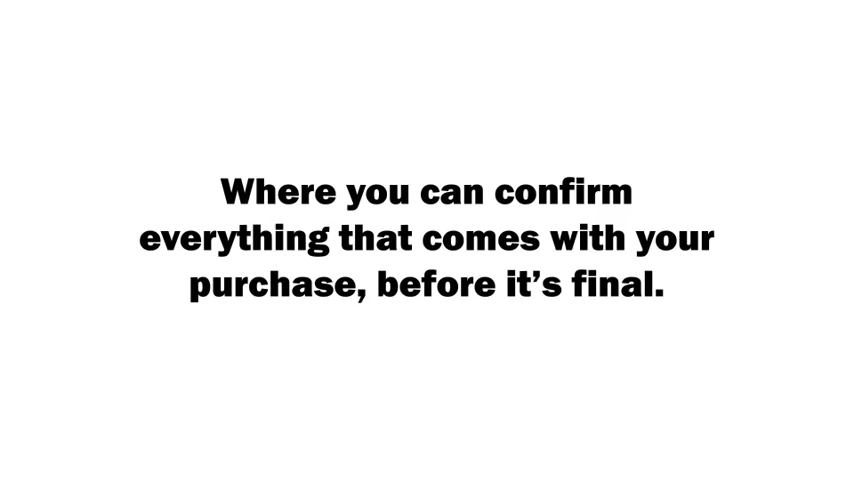 Where you can confirm
everything that comes with your
purchase, before it’s final.